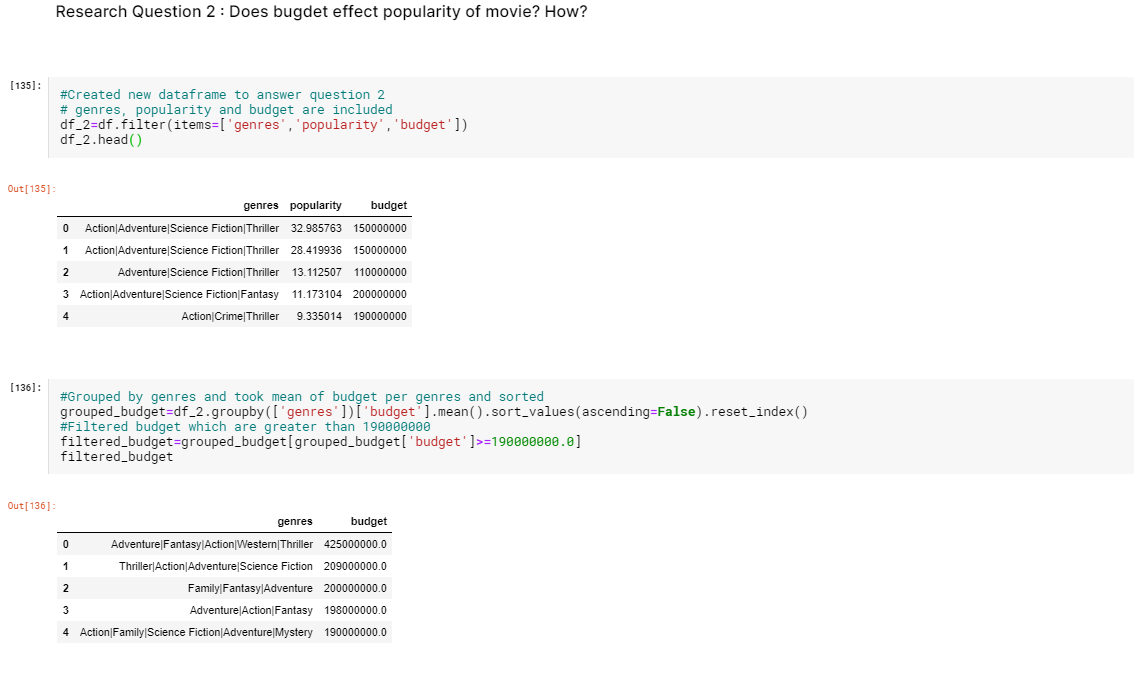 Research Question 2 : Does bugdet effect popularity of movie? How?
[135]:
#Created new dataframe to answer question 2
# genres, popularity and budget are included
df_2=df.filter(items=['genres','popularity','budget'])
df_2.head()
Out[135]:
genres popularity budget
0 Action|Adventure|Science Fiction|Thriller 32.985763 150000000
1 Action|Adventure|Science Fiction|Thriller 28.419936 150000000
2 Adventure|Science Fiction|Thriller 13.112507 110000000
3 Action|Adventure|Science Fiction|Fantasy 11.173104 200000000
4 Action|Crime|Thriller 9.335014 190000000
[136]:
#Grouped by genres and took mean of budget per genres and sorted
grouped_budget=df_2.groupby(['genres'])['budget'].mean().sort_values(ascending=False).reset_index()
#Filtered budget which are greater than 190000000
filtered_budget=grouped_budget[grouped_budget['budget']>=190000000.0]
filtered_budget
Out[136]:
genres budget
0 Adventure|Fantasy|Action|Western|Thriller 425000000.0
1 Thriller|Action|Adventure|Science Fiction 209000000.0
2 Family|Fantasy|Adventure 200000000.0
3 Adventure|Action|Fantasy 198000000.0
4 Action|Family|Science Fiction|Adventure|Mystery 190000000.0